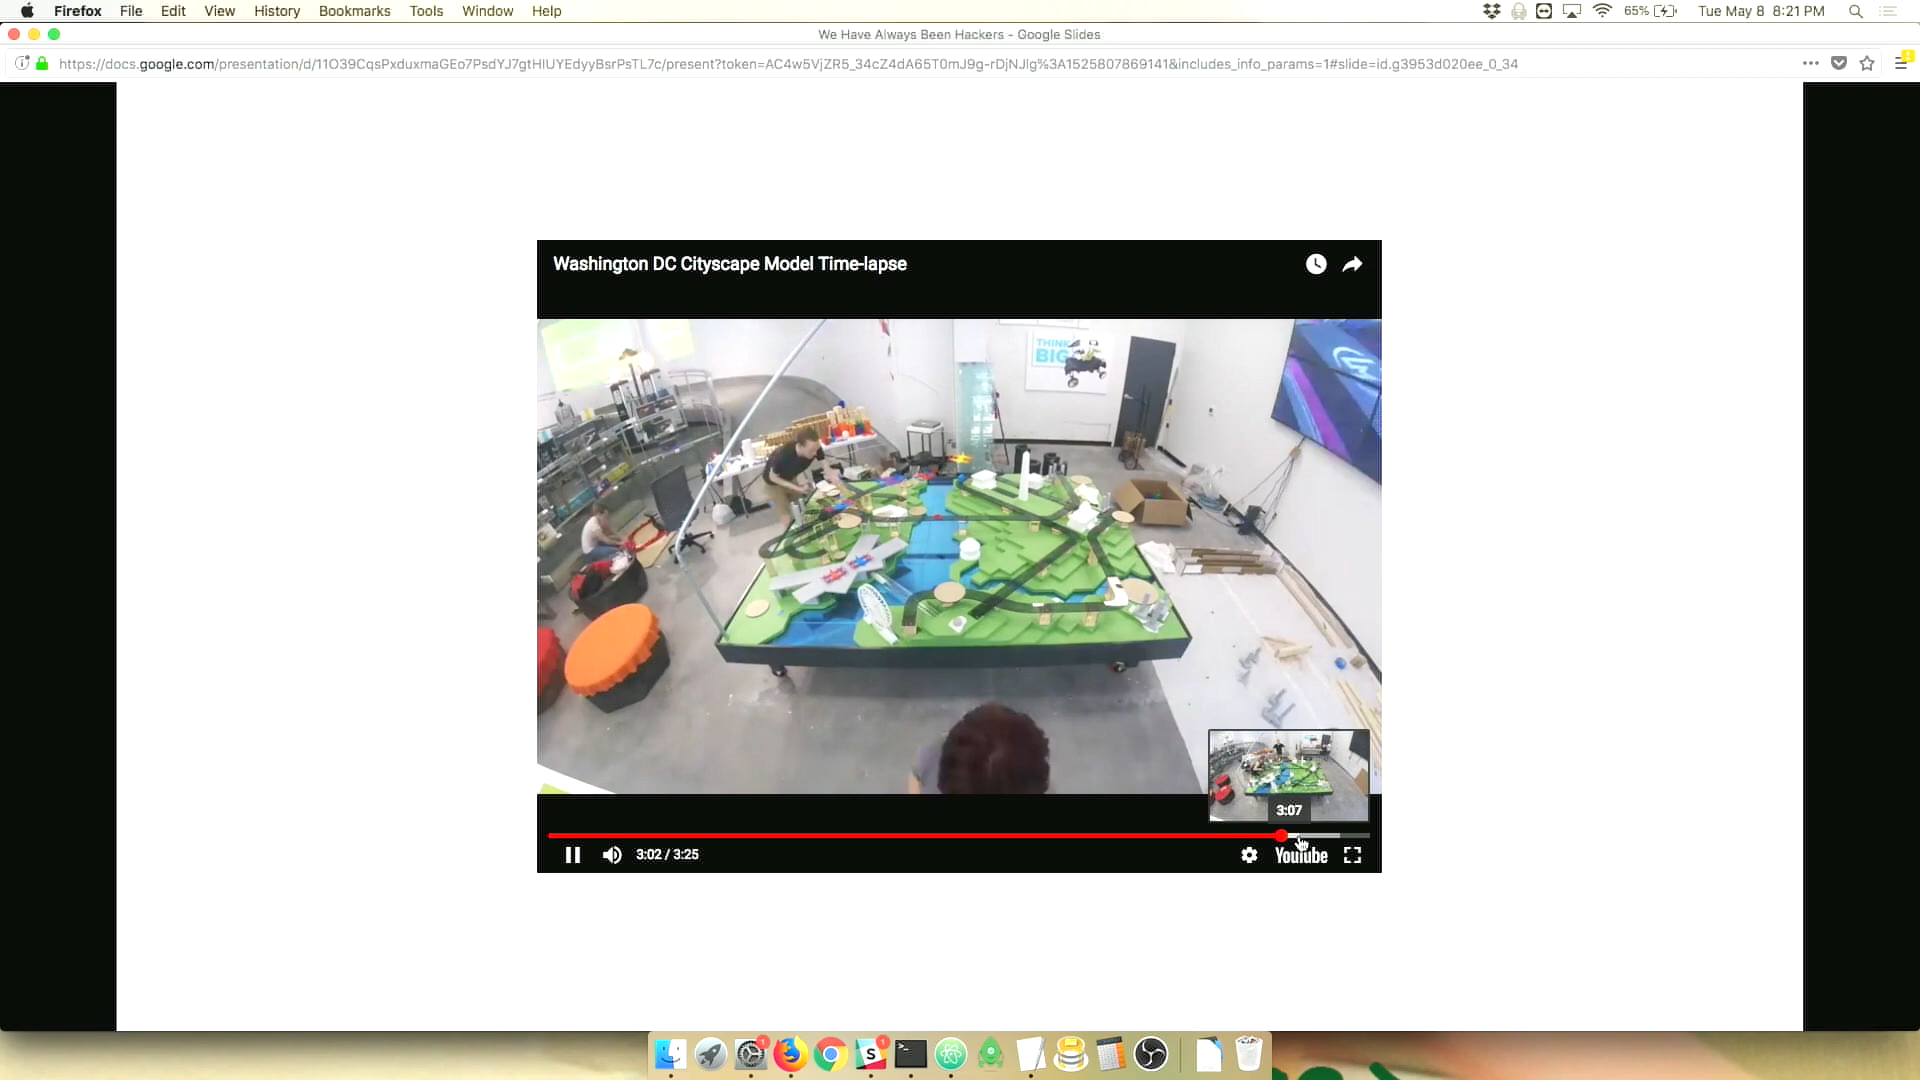 Firefox File Edit View History Bookmarks Tools Window Help 65% Tue May 8 8:21 PM
We Have Always Been Hackers - Google Slides
https://docs.google.com/presentation/d/11O39CqsPxduxmaGEo7PsdYJ7gtHIUYEdyyBsrPsTL7c/present?token=AC4w5VjZR5_34cZ4dA65T0mJ9g-rDjNJlg%3A1525807869141&includes_info_params=1#slide=id.g3953d020ee_0_34
Washington DC Cityscape Model Time-lapse
THINK
BIG
3:07
3:02 / 3:25
YouTube